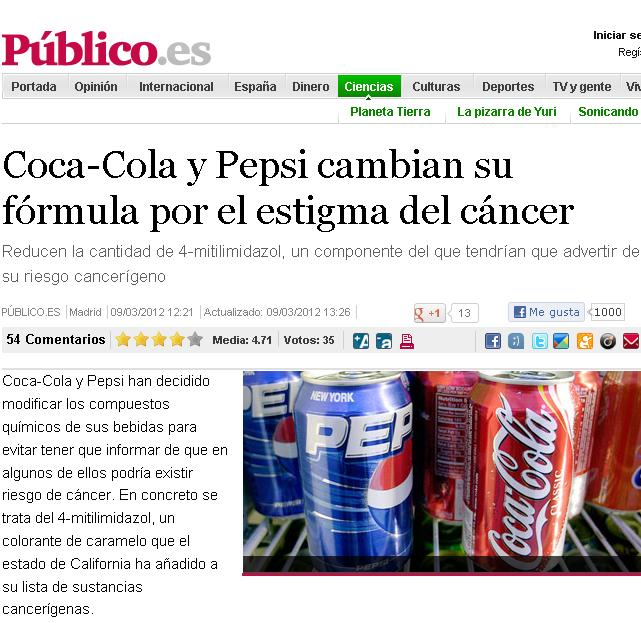 Público.es
Iniciar se
Regí
Portada Opinión Internacional España Dinero Ciencias Culturas Deportes TV y gente Viv
Planeta Tierra La pizarra de Yuri Sonicando
Coca-Cola y Pepsi cambian su
fórmula por el estigma del cáncer
Reducen la cantidad de 4-mitilimidazol, un componente del que tendrían que advertir de
su riesgo cancerígeno
PÚBLICO.ES Madrid 09/03/2012 12:21 Actualizado: 09/03/2012 13:26 +1 13 Me gusta 1000
54 Comentarios Media: 4.71 Votos: 35
Coca-Cola y Pepsi han decidido
modificar los compuestos
químicos de sus bebidas para
evitar tener que informar de que en
algunos de ellos podría existir
riesgo de cáncer. En concreto se
trata del 4-mitilimidazol, un
colorante de caramelo que el
estado de California ha añadido a
su lista de sustancias
cancerígenas.
NEW YORK
PEP
Coca-Cola
CLASSIC